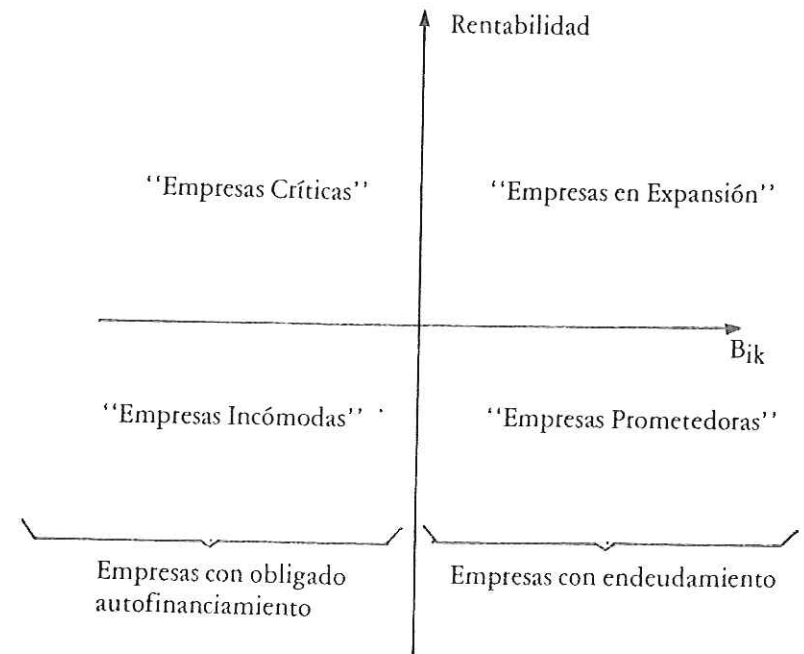 Rentabilidad
‘‘Empresas Críticas’’
‘‘Empresas en Expansión’’
Bik
‘‘Empresas Incómodas’’
‘‘Empresas Prometedoras’’
Empresas con obligado
autofinanciamiento
Empresas con endeudamiento